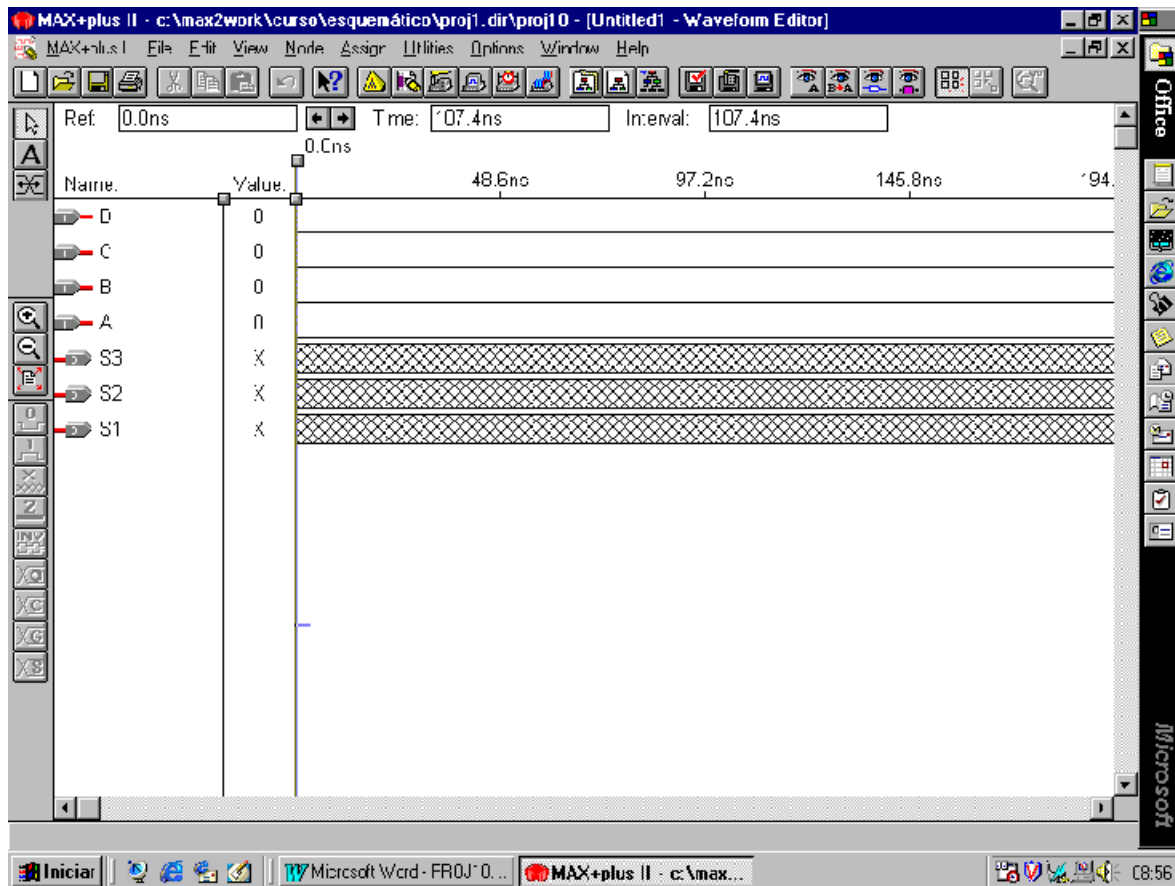 MAX+plus II - c:\max2work\curso\esquemático\proj1.dir\proj10 - [Untitled1 - Waveform Editor]
MAX+plus II File Edit View Node Assign Utilities Options Window Help
Ref: 0.0ns Time: 107.4ns Interval: 107.4ns
0.0ns
Name: Value: 48.6ns 97.2ns 145.8ns 194.
D 0
C 0
B 0
A 0
S3 X
S2 X
S1 X
Office
Microsoft
Iniciar Microsoft Word - PROJ10... MAX+plus II - c:\max...